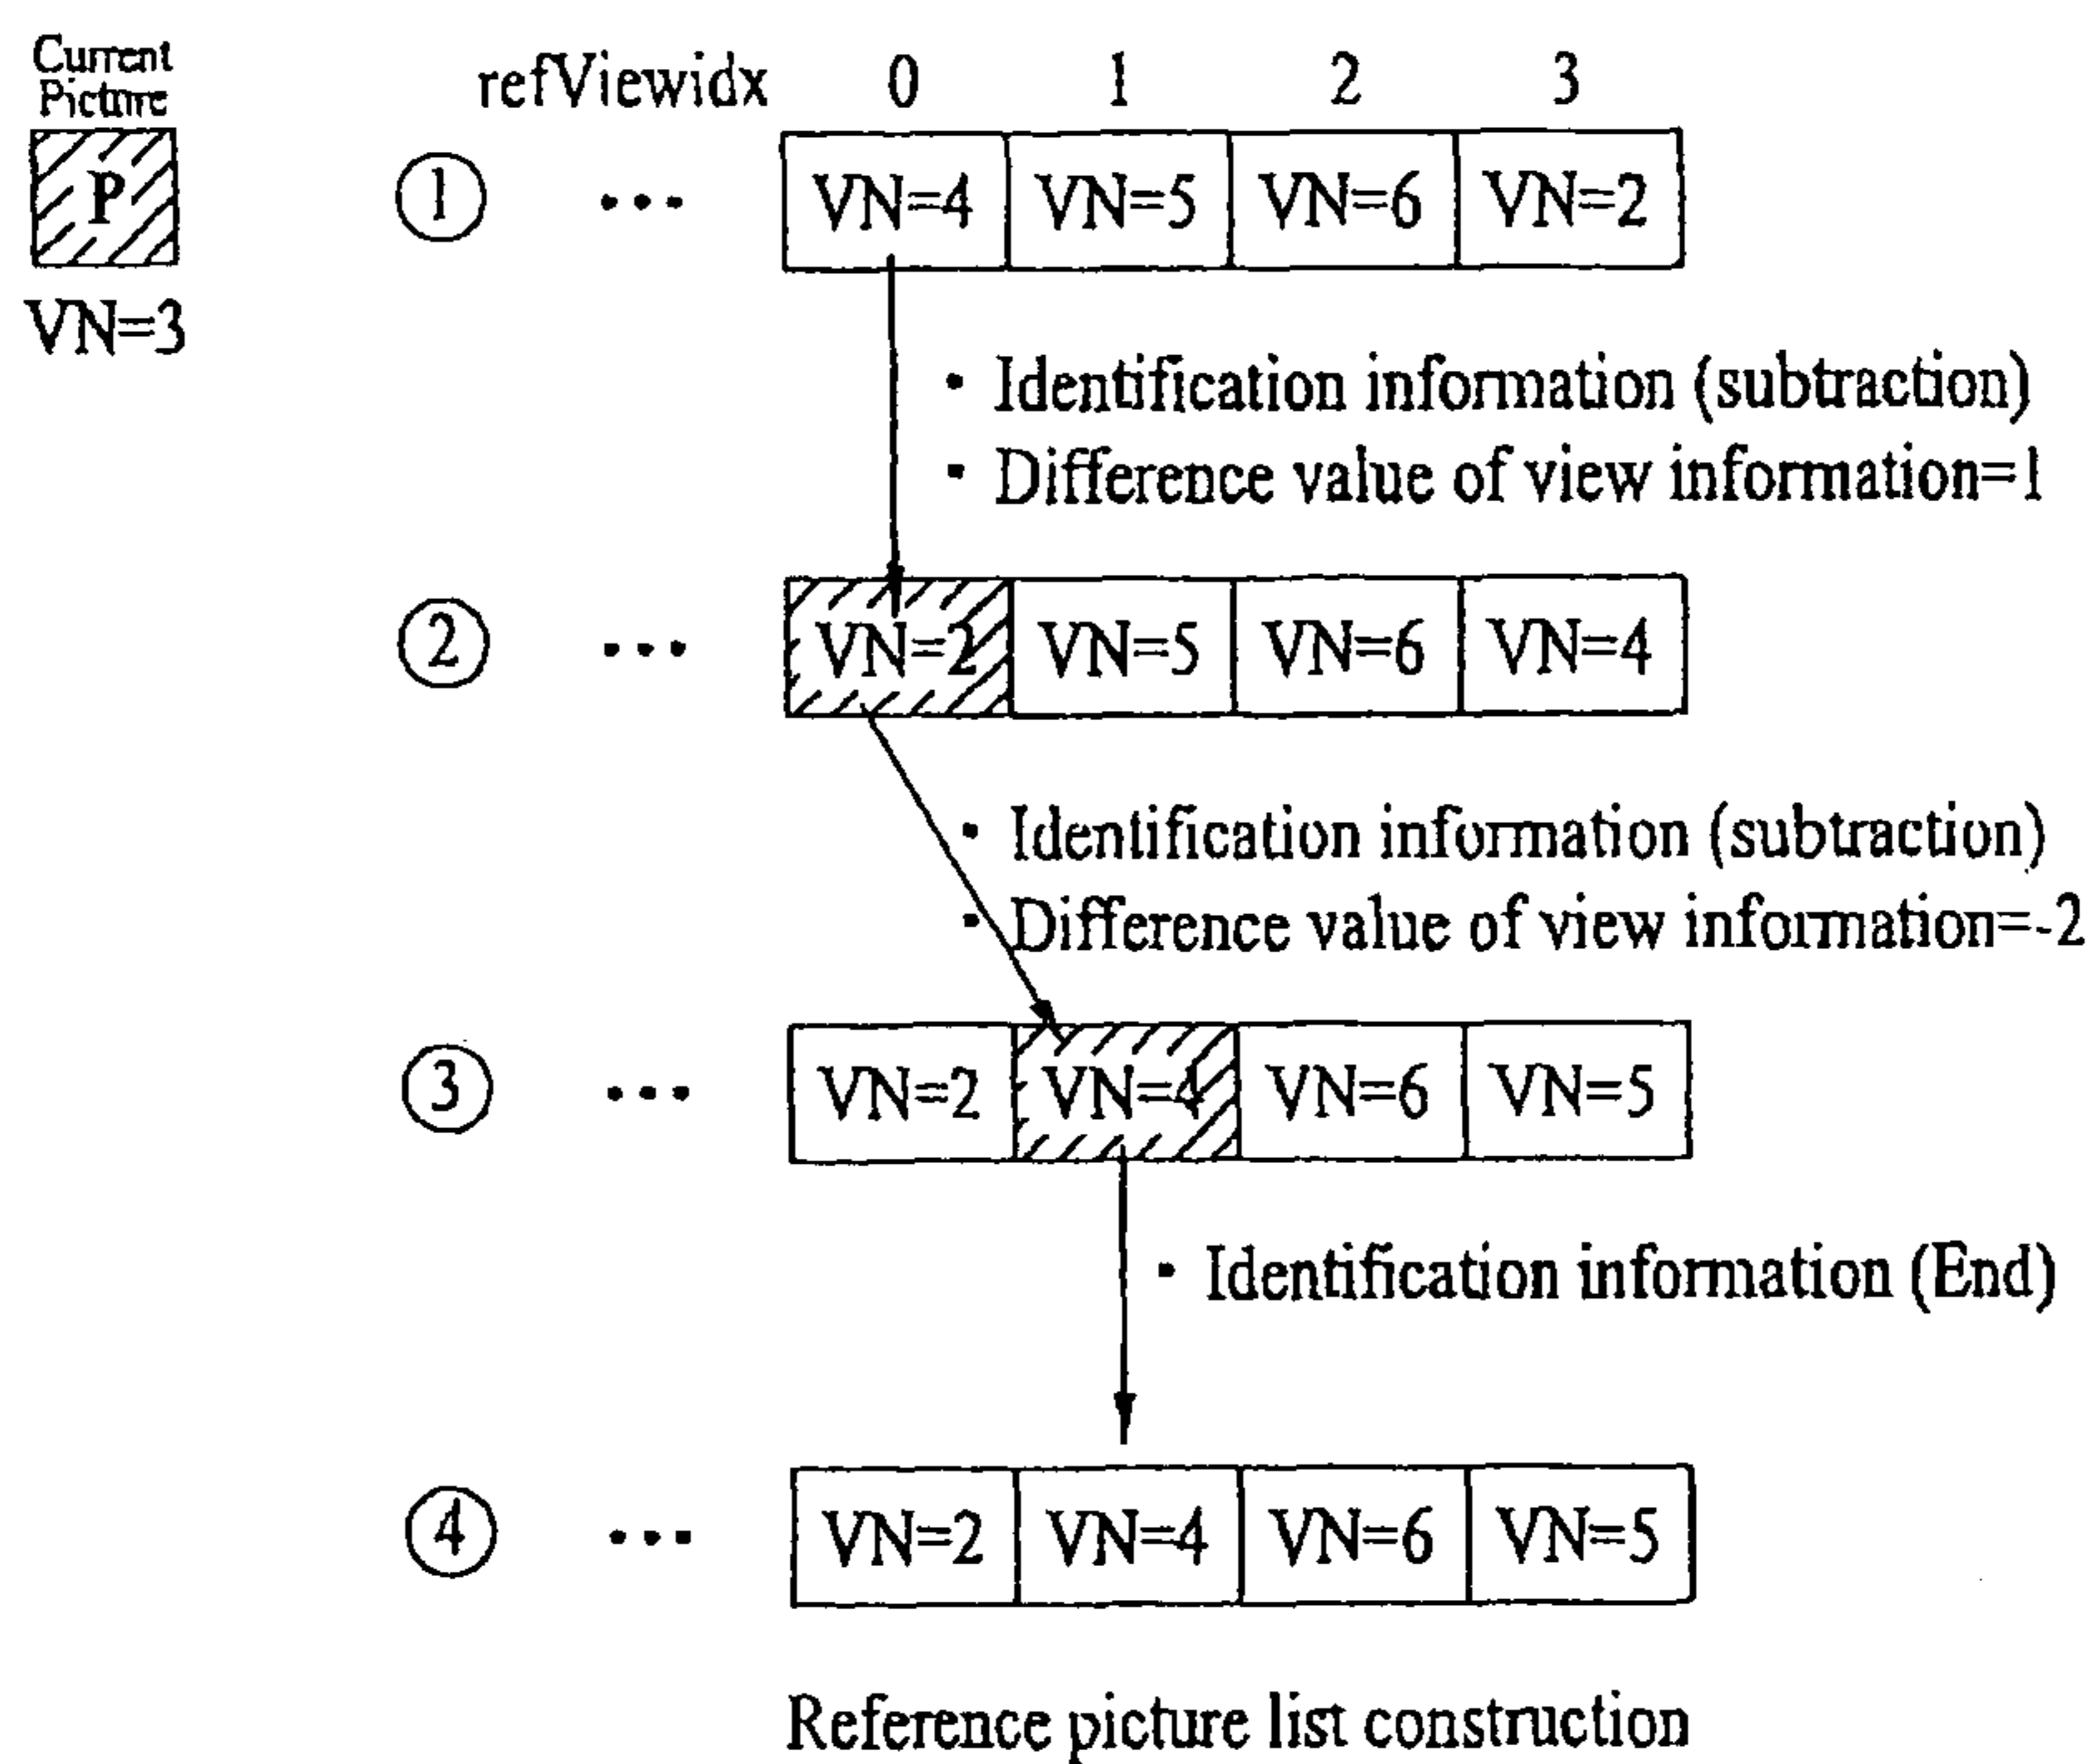 Current
Picture
P
VN=3
refViewidx 0 1 2 3
① ... VN=4 VN=5 VN=6 VN=2
• Identification information (subtraction)
• Difference value of view information=1
② ... VN=2 VN=5 VN=6 VN=4
• Identification information (subtraction)
• Difference value of view information=-2
③ ... VN=2 VN=4 VN=6 VN=5
• Identification information (End)
④ ... VN=2 VN=4 VN=6 VN=5
Reference picture list construction